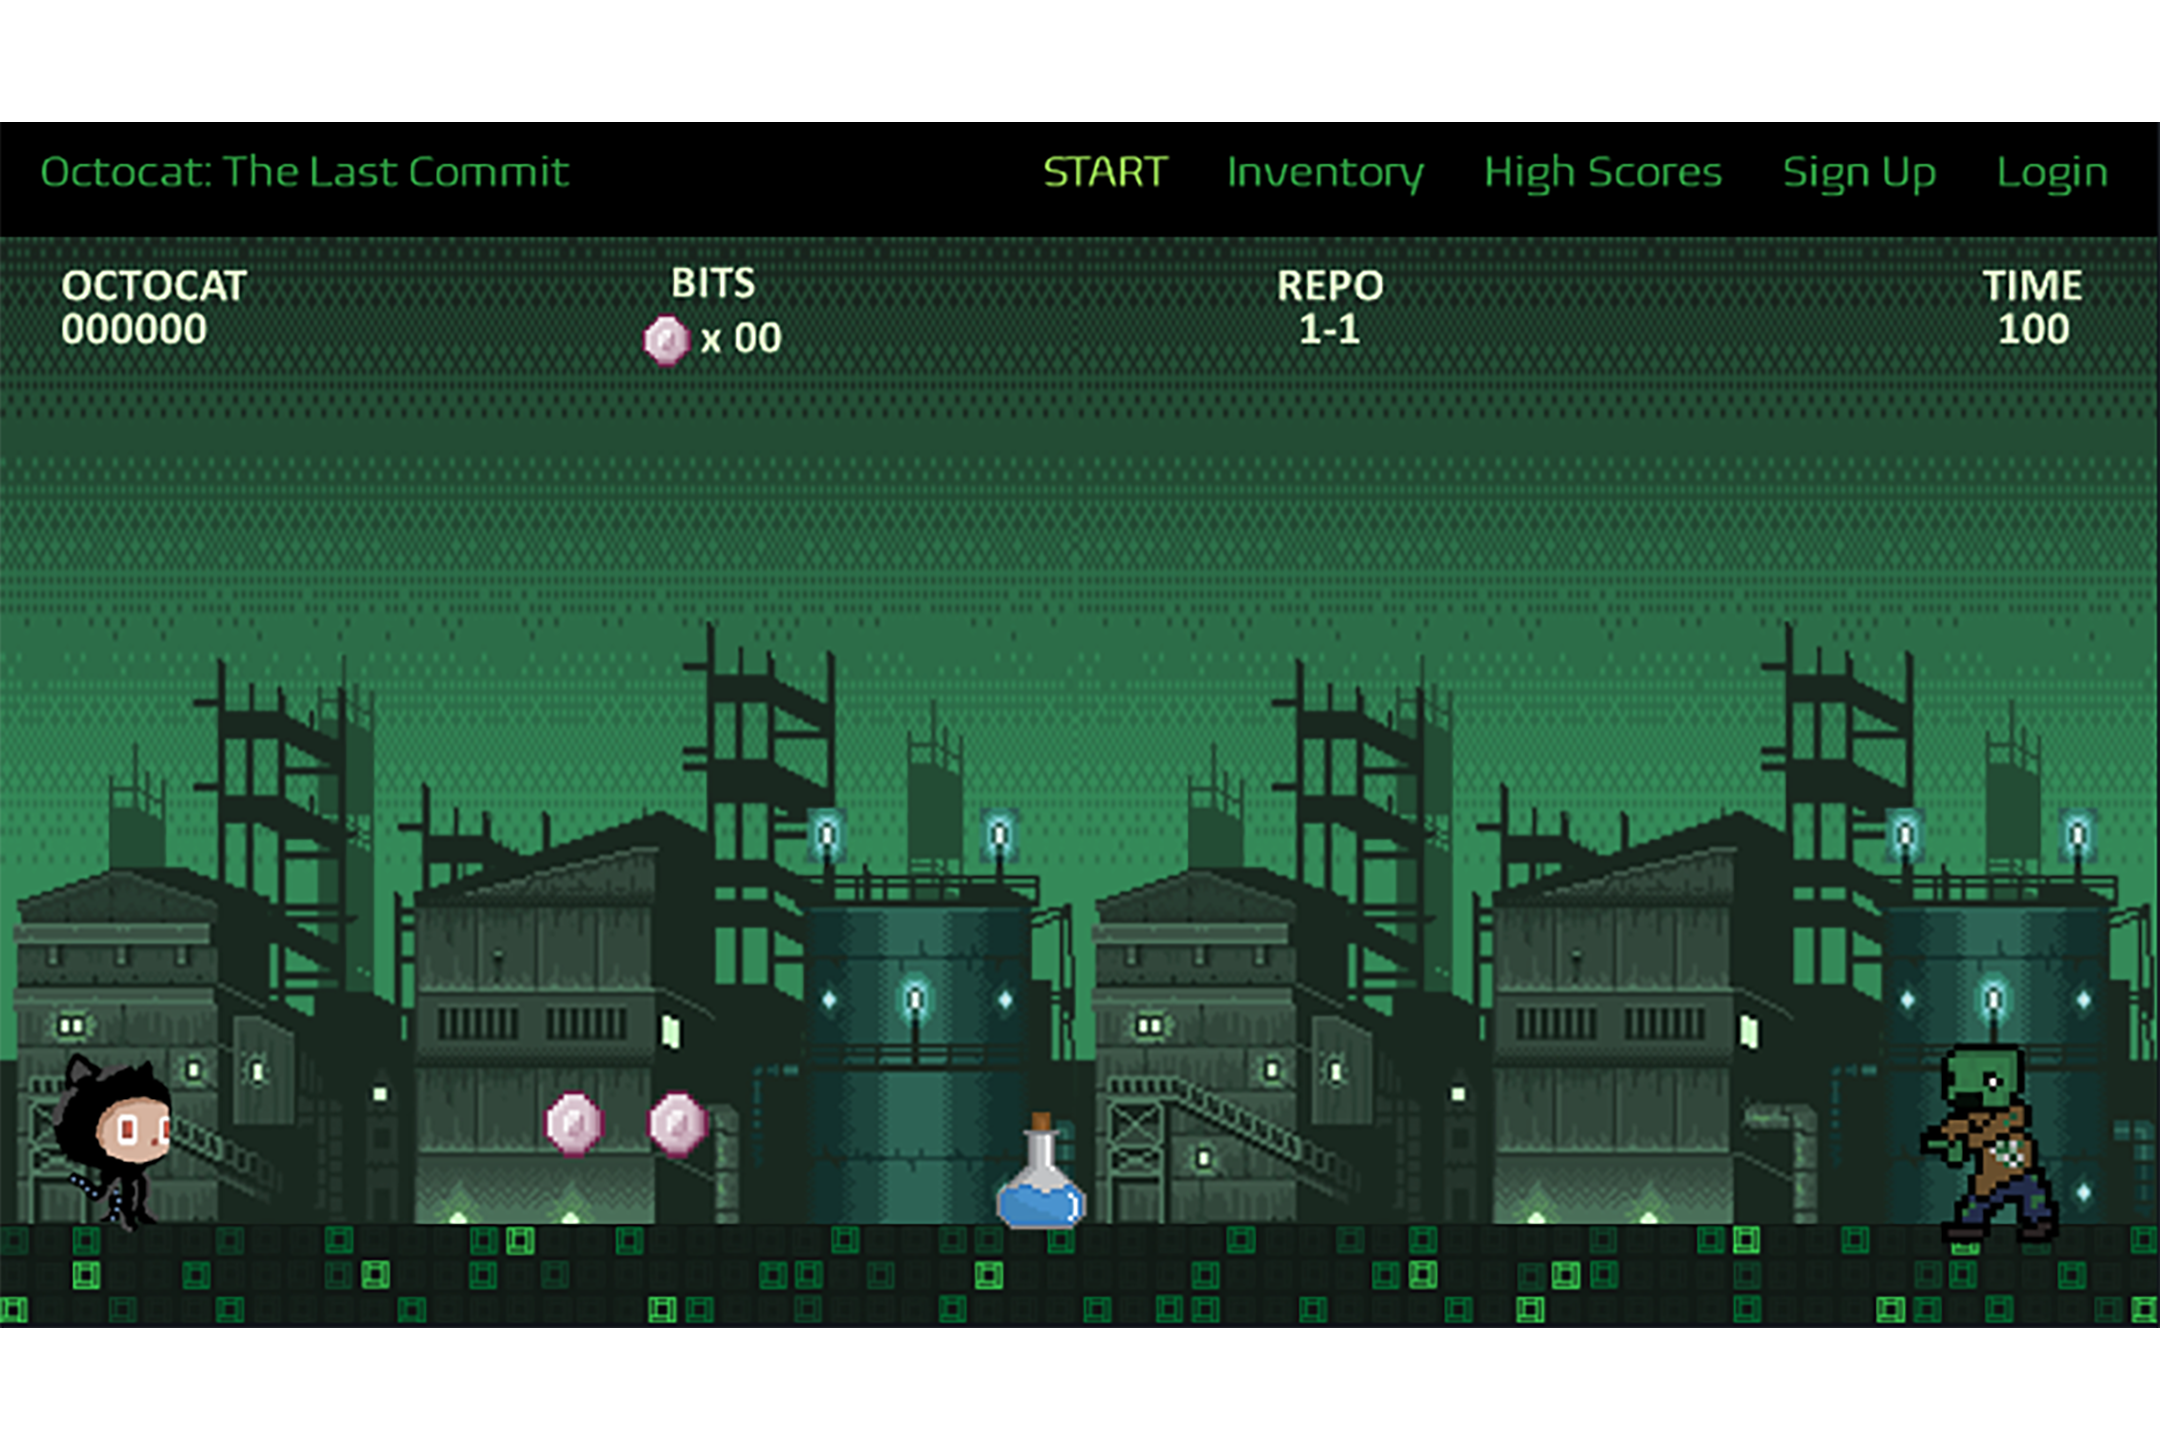 Octocat: The Last Commit
START Inventory High Scores Sign Up Login
OCTOCAT BITS REPO TIME
000000 x 00 1-1 100